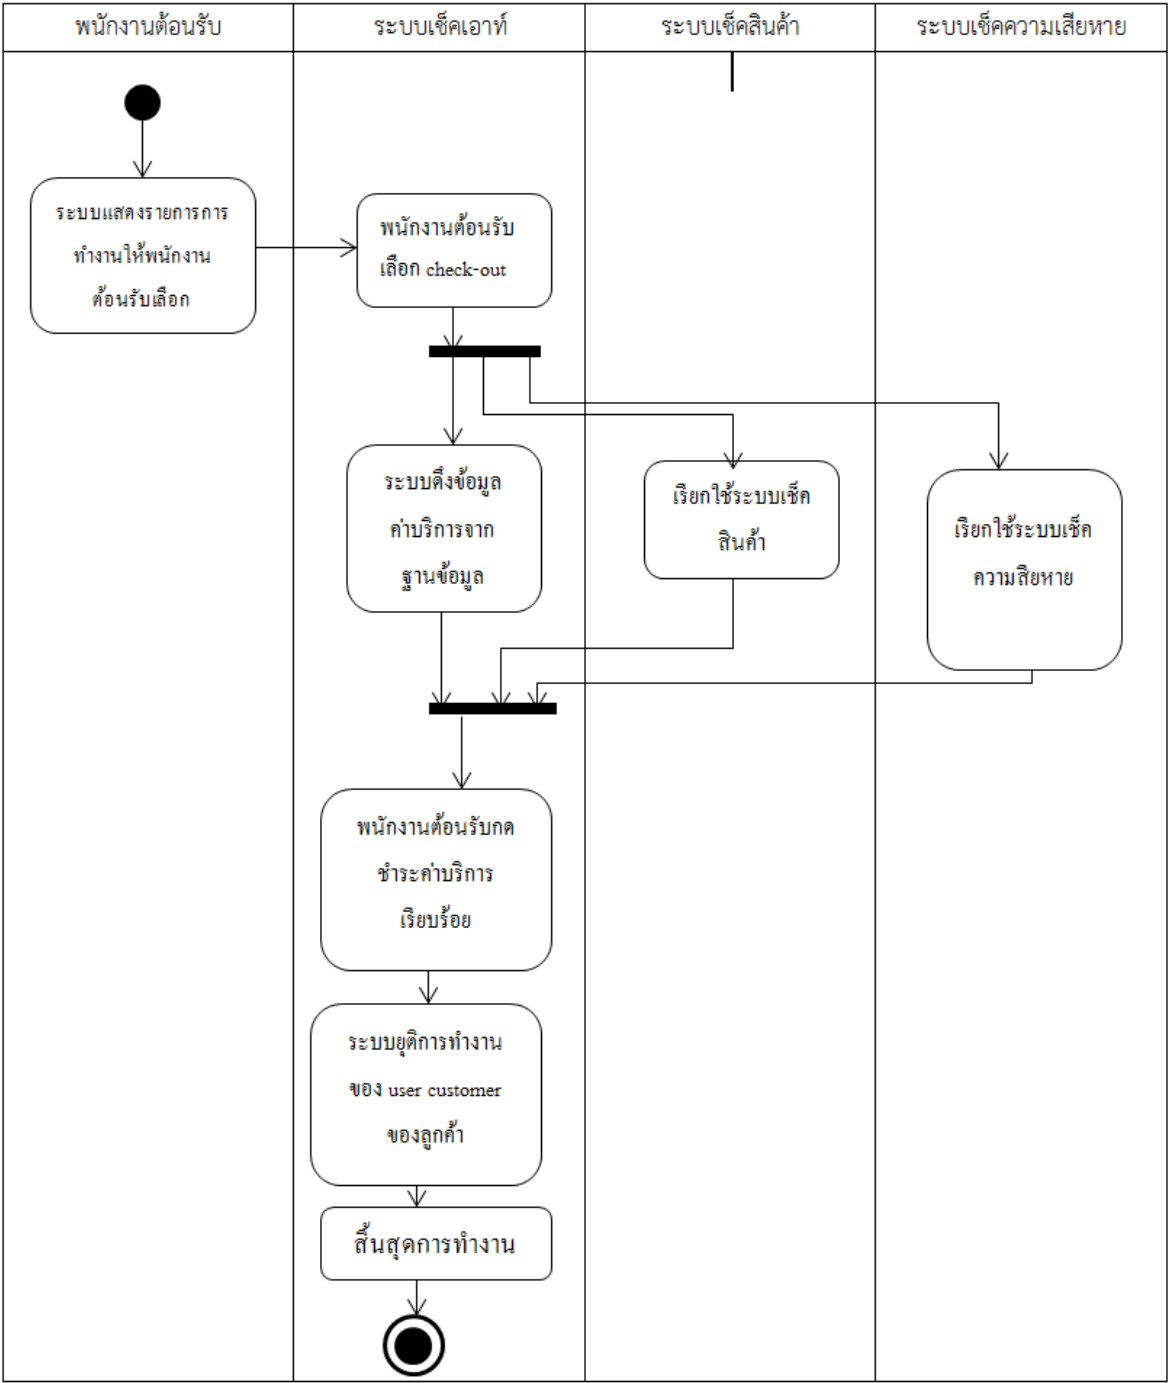 พนักงานต้อนรับ
ระบบเช็คเอาท์
ระบบเช็คสินค้า
ระบบเช็คความเสียหาย
ระบบแสดงรายการการ
ทำงานให้พนักงาน
ต้อนรับเลือก
พนักงานต้อนรับ
เลือก check-out
ระบบดึงข้อมูล
ค่าบริการจาก
ฐานข้อมูล
เรียกใช้ระบบเช็ค
สินค้า
เรียกใช้ระบบเช็ค
ความสียหาย
พนักงานต้อนรับกด
ชำระค่าบริการ
เรียบร้อย
ระบบยุติการทำงาน
ของ user customer
ของลูกค้า
สิ้นสุดการทำงาน